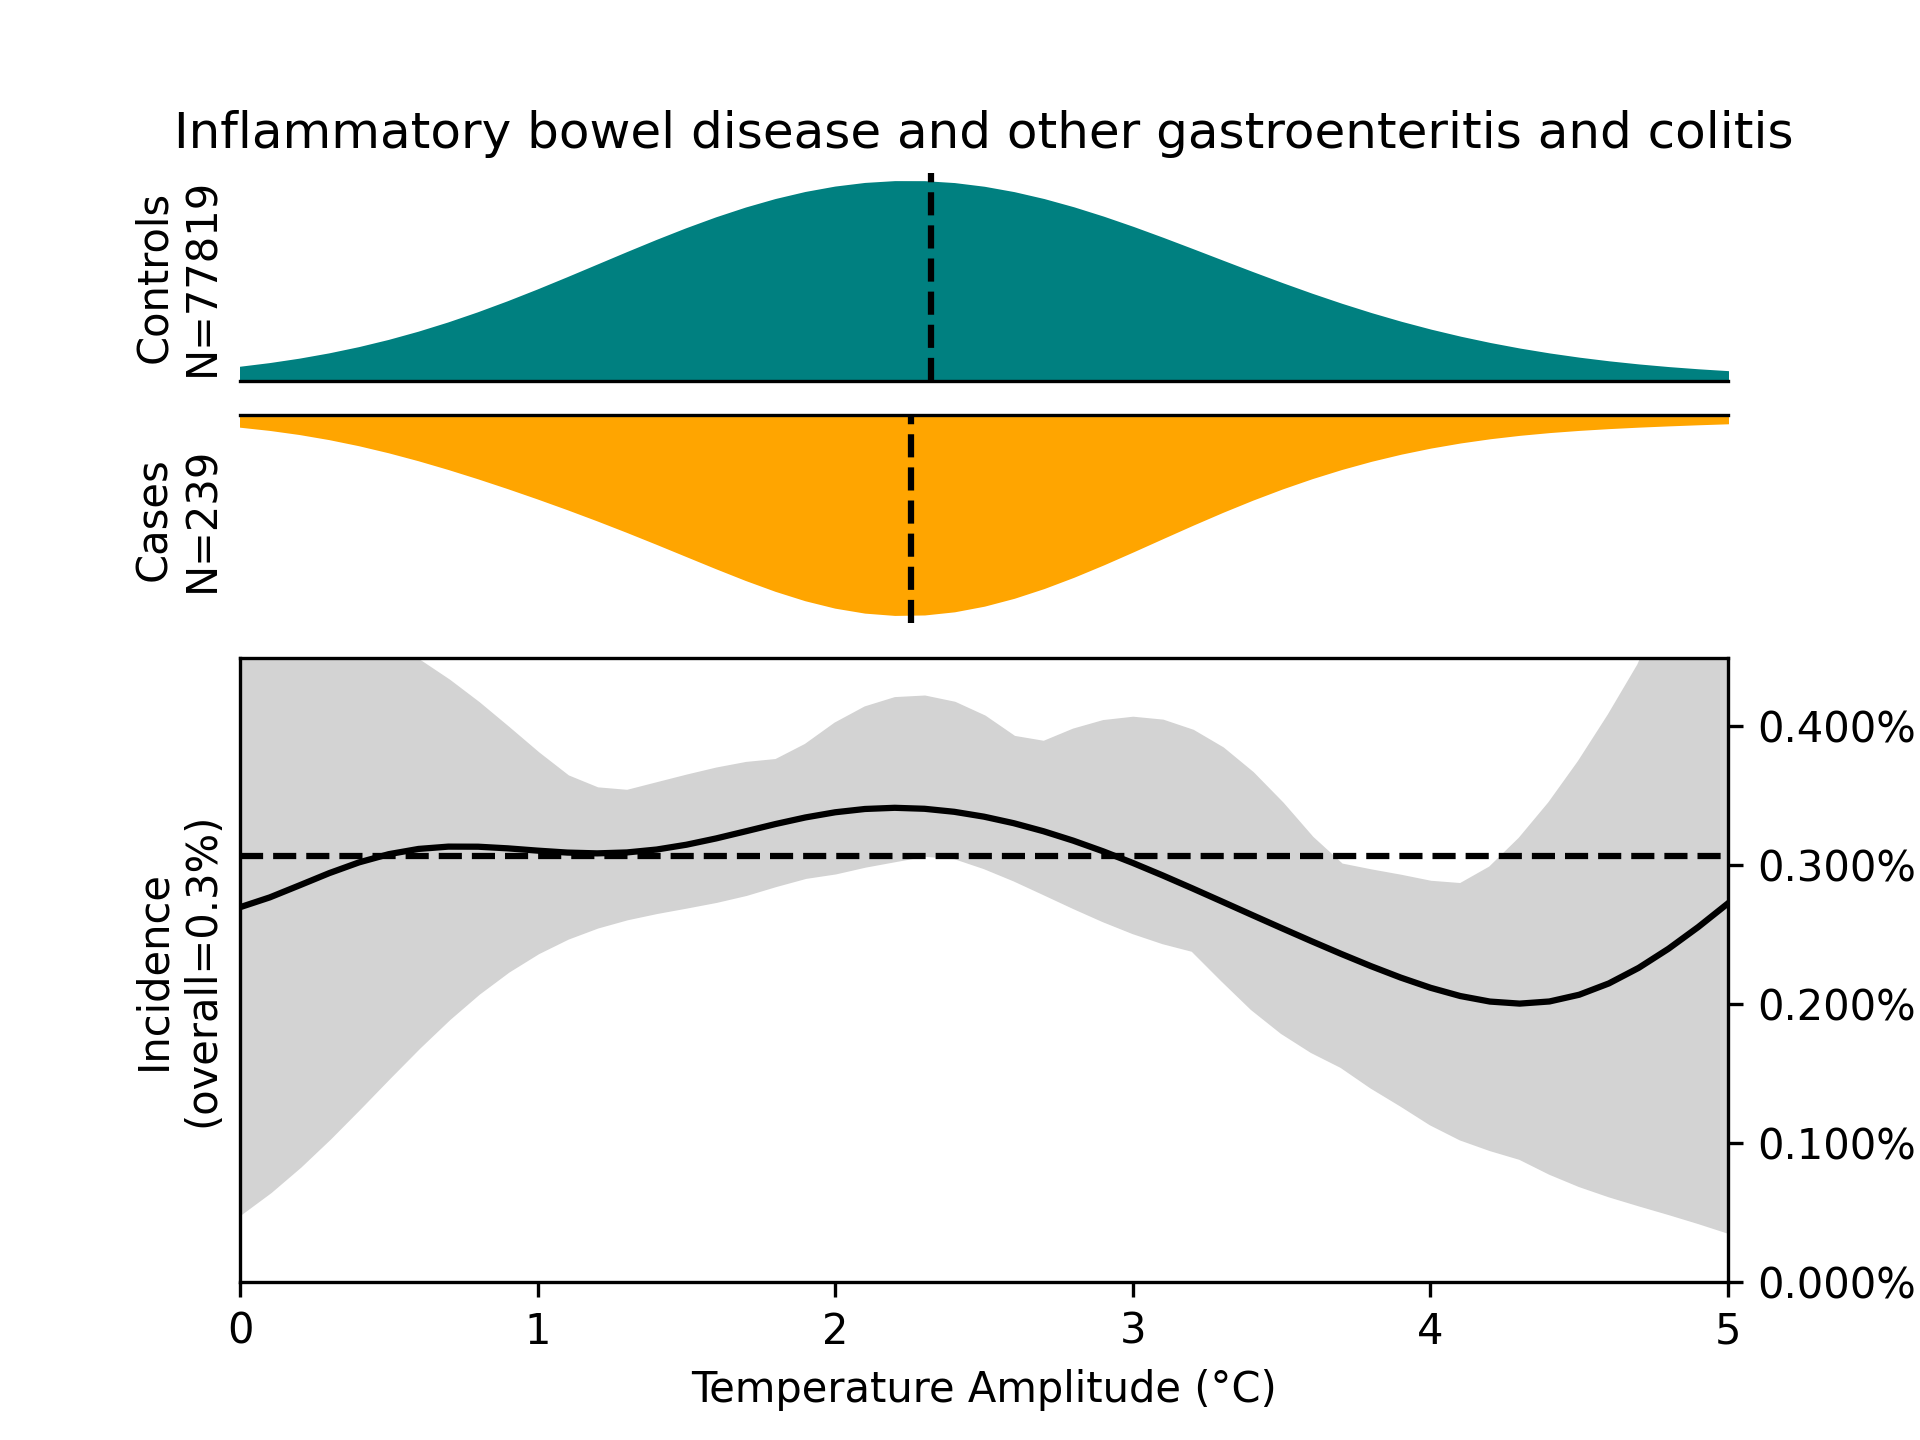 Inflammatory bowel disease and other gastroenteritis and colitis
Controls
N=77819
Cases
N=239
Incidence
(overall=0.3%)
0.400%
0.300%
0.200%
0.100%
0.000%
0 1 2 3 4 5
Temperature Amplitude (°C)